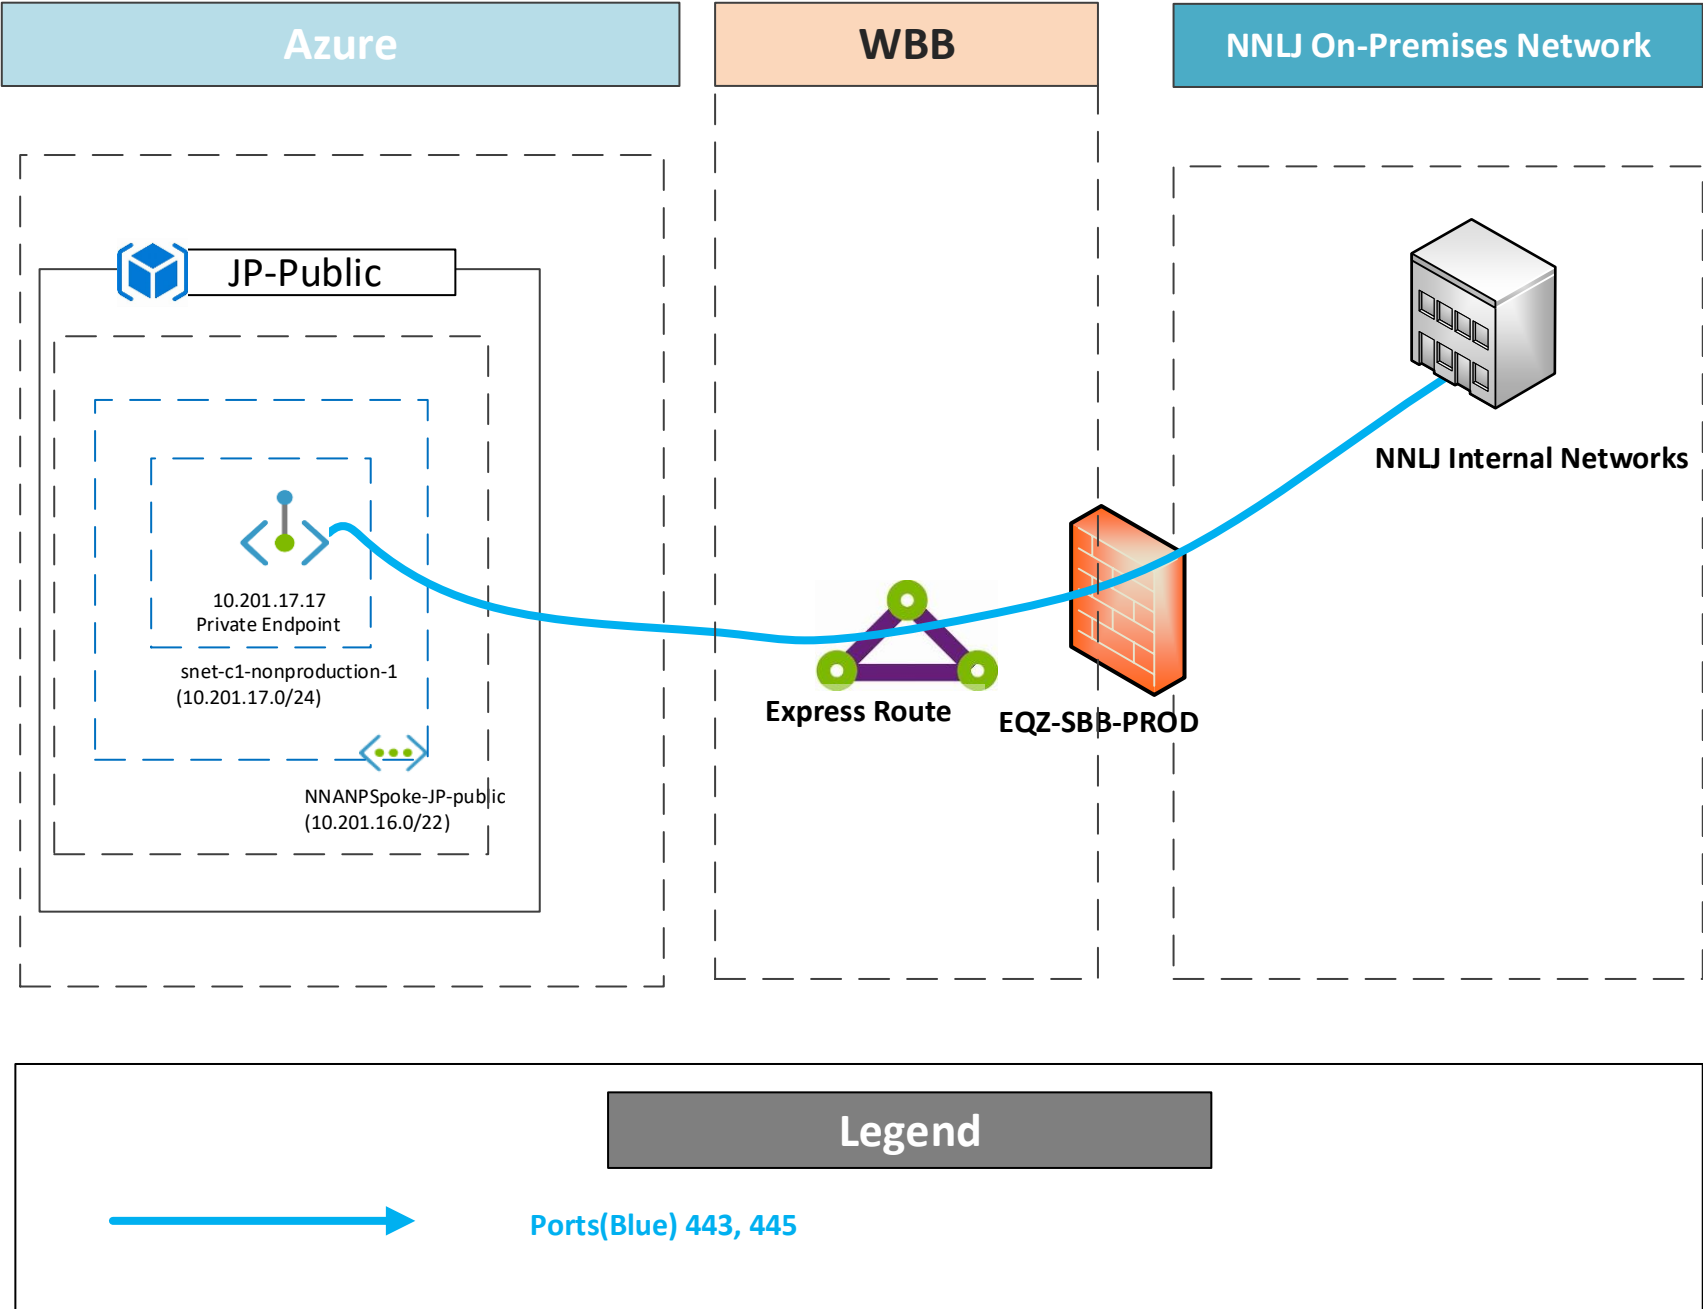 Azure
WBB
NNLJ On-Premises Network
JP-Public
NNLJ Internal Networks
10.201.17.17
Private Endpoint
snet-c1-nonproduction-1
(10.201.17.0/24)
Express Route
EQZ-SBB-PROD
NNANPSpoke-JP-public
(10.201.16.0/22)
Legend
Ports(Blue) 443, 445